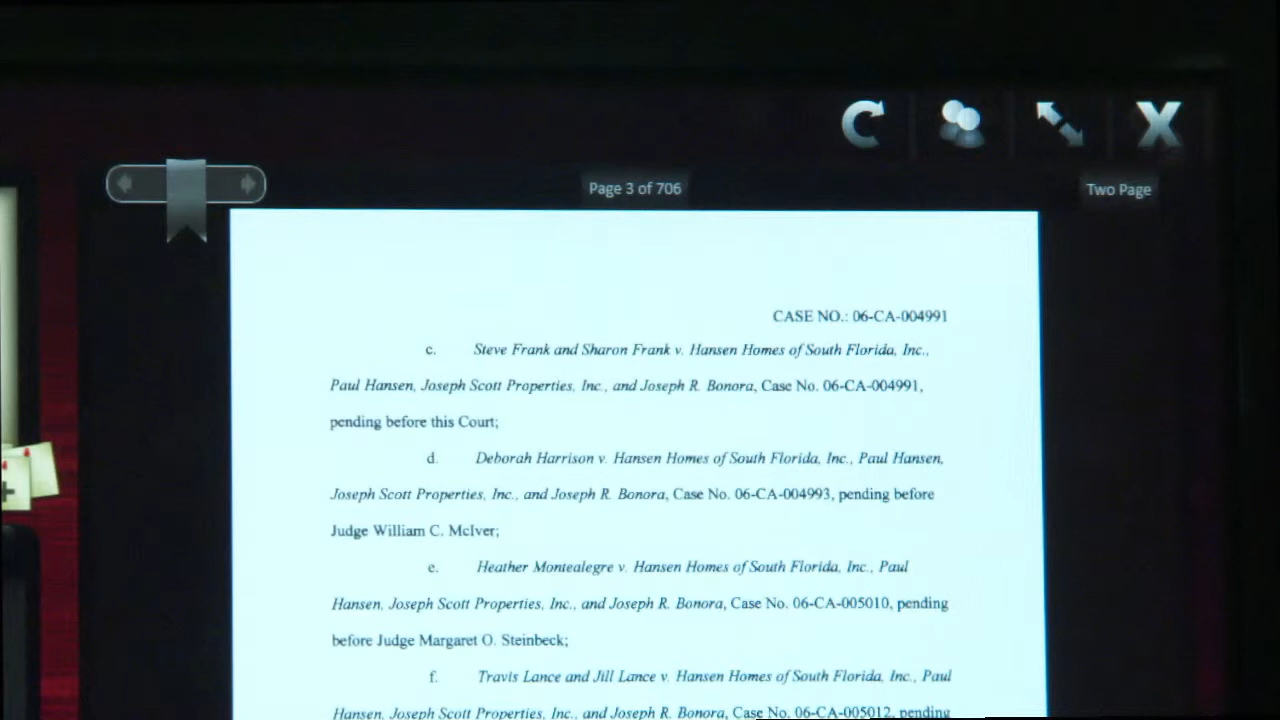 Page 3 of 706
Two Page
CASE NO.: 06-CA-004991
c. Steve Frank and Sharon Frank v. Hansen Homes of South Florida, Inc.,
Paul Hansen, Joseph Scott Properties, Inc., and Joseph R. Bonora, Case No. 06-CA-004991,
pending before this Court;
d. Deborah Harrison v. Hansen Homes of South Florida, Inc., Paul Hansen,
Joseph Scott Properties, Inc., and Joseph R. Bonora, Case No. 06-CA-004993, pending before
Judge William C. McIver;
e. Heather Montealegre v. Hansen Homes of South Florida, Inc., Paul
Hansen, Joseph Scott Properties, Inc., and Joseph R. Bonora, Case No. 06-CA-005010, pending
before Judge Margaret O. Steinbeck;
f. Travis Lance and Jill Lance v. Hansen Homes of South Florida, Inc., Paul
Hansen, Joseph Scott Properties, Inc., and Joseph R. Bonora, Case No. 06-CA-005012, pending